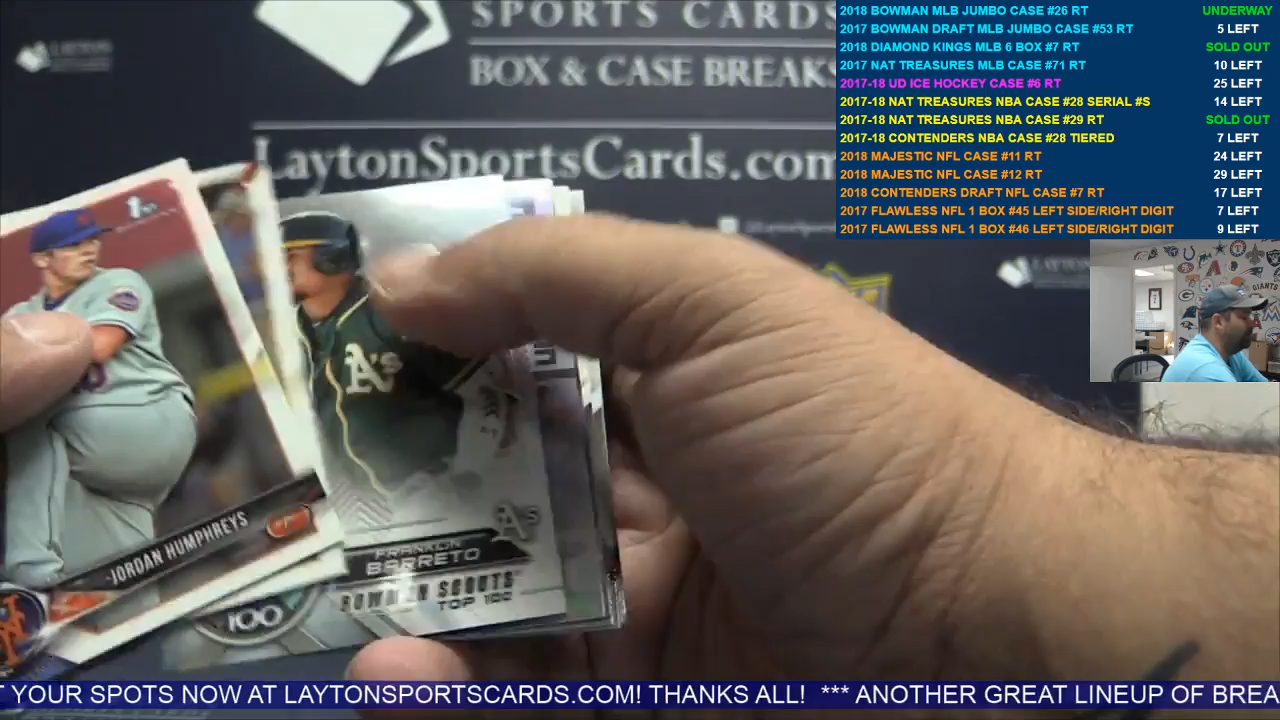 SPORTS CARDS
BOX & CASE BREAKS
LaytonSportsCards.com
LAYTON
2018 BOWMAN MLB JUMBO CASE #26 RT UNDERWAY
2017 BOWMAN DRAFT MLB JUMBO CASE #53 RT 5 LEFT
2018 DIAMOND KINGS MLB 6 BOX #7 RT SOLD OUT
2017 NAT TREASURES MLB CASE #71 RT 10 LEFT
2017-18 UD ICE HOCKEY CASE #6 RT 25 LEFT
2017-18 NAT TREASURES NBA CASE #28 SERIAL #S 14 LEFT
2017-18 NAT TREASURES NBA CASE #29 RT SOLD OUT
2017-18 CONTENDERS NBA CASE #28 TIERED 7 LEFT
2018 MAJESTIC NFL CASE #11 RT 24 LEFT
2018 MAJESTIC NFL CASE #12 RT 29 LEFT
2018 CONTENDERS DRAFT NFL CASE #7 RT 17 LEFT
2017 FLAWLESS NFL 1 BOX #45 LEFT SIDE/RIGHT DIGIT 7 LEFT
2017 FLAWLESS NFL 1 BOX #46 LEFT SIDE/RIGHT DIGIT 9 LEFT
GIANTS
1st
A's
A's
JORDAN HUMPHREYS
FRANKLIN
BARRETO
100
BOWMAN SCOUTS'
TOP 100
T YOUR SPOTS NOW AT LAYTONSPORTSCARDS.COM! THANKS ALL! *** ANOTHER GREAT LINEUP OF BREA